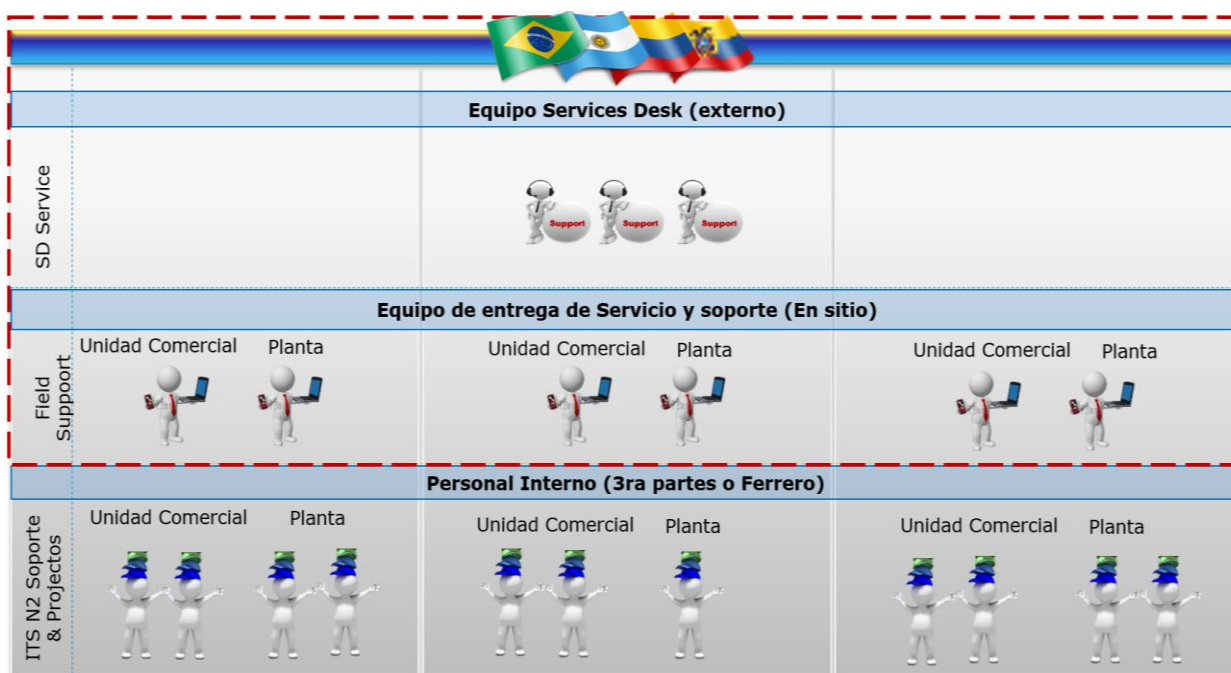 Equipo Services Desk (externo)
SD Service
Support Support Support
Equipo de entrega de Servicio y soporte (En sitio)
Field
Suppoort
Unidad Comercial Planta Unidad Comercial Planta Unidad Comercial Planta
Personal Interno (3ra partes o Ferrero)
ITS N2 Soporte
& Projectos
Unidad Comercial Planta Unidad Comercial Planta Unidad Comercial Planta